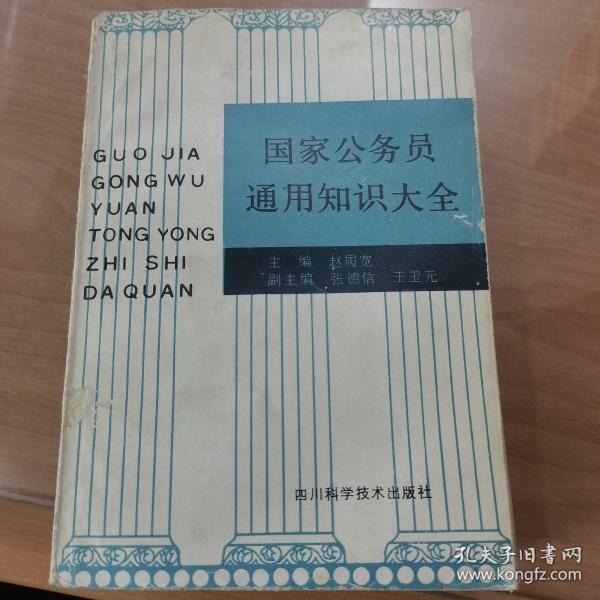 国家公务员
通用知识大全
GUO JIA
GONG WU
YUAN
TONG YONG
ZHI SHI
DA QUAN
主编 赵履宽
副主编 张德信 王玉元
四川科学技术出版社
孔夫子旧書网
www.kongfz.com